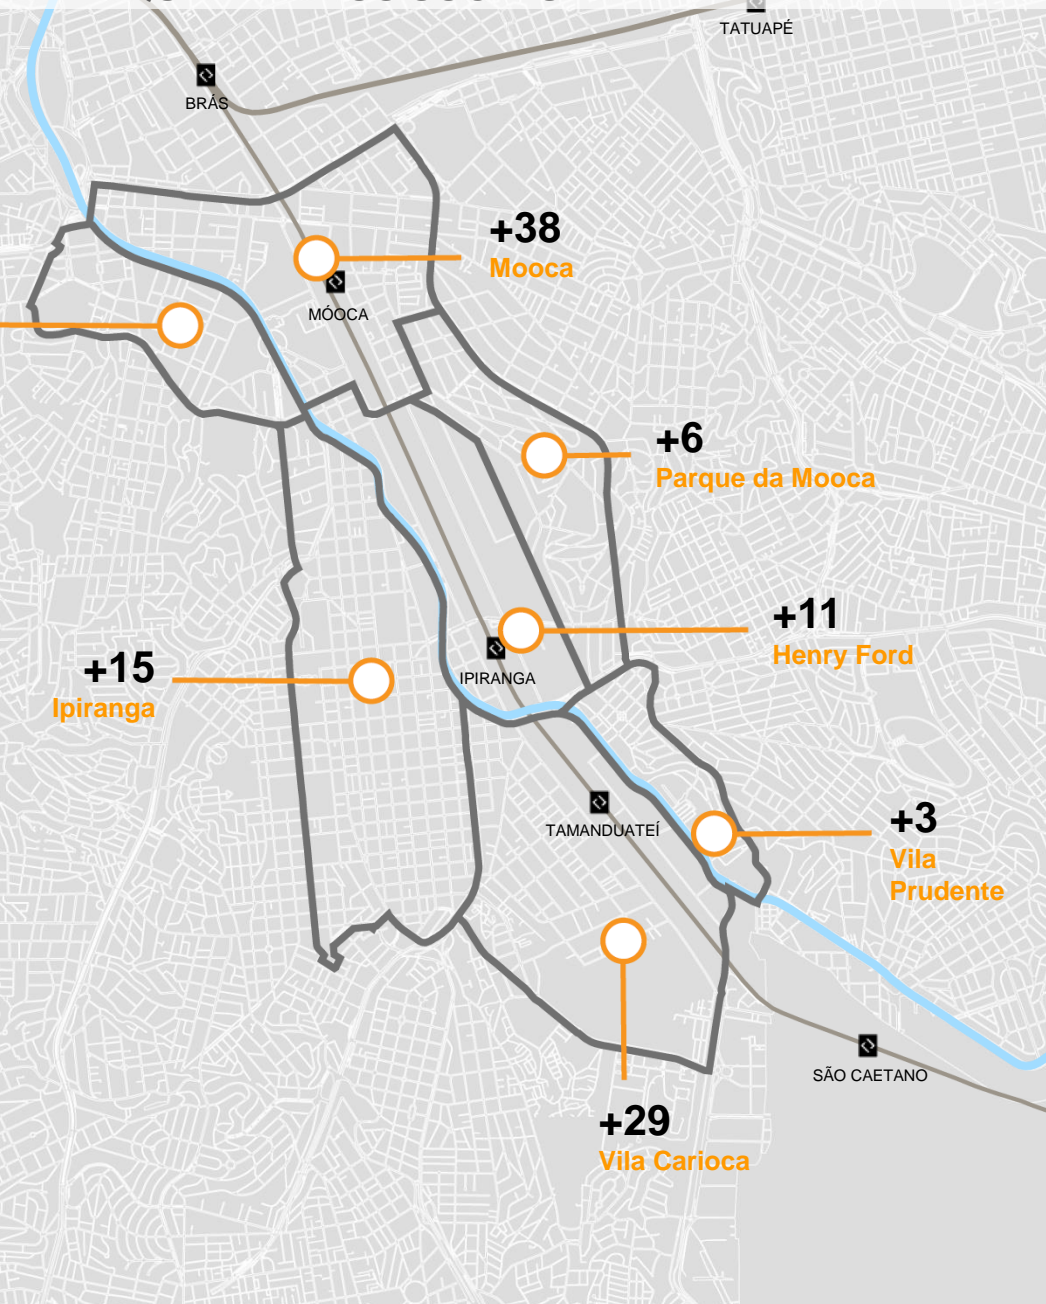 TATUAPÉ
BRÁS
+38
Mooca
MÓOCA
+6
Parque da Mooca
+11
Henry Ford
+15
Ipiranga
IPIRANGA
+3
Vila
Prudente
TAMANDUATEÍ
SÃO CAETANO
+29
Vila Carioca